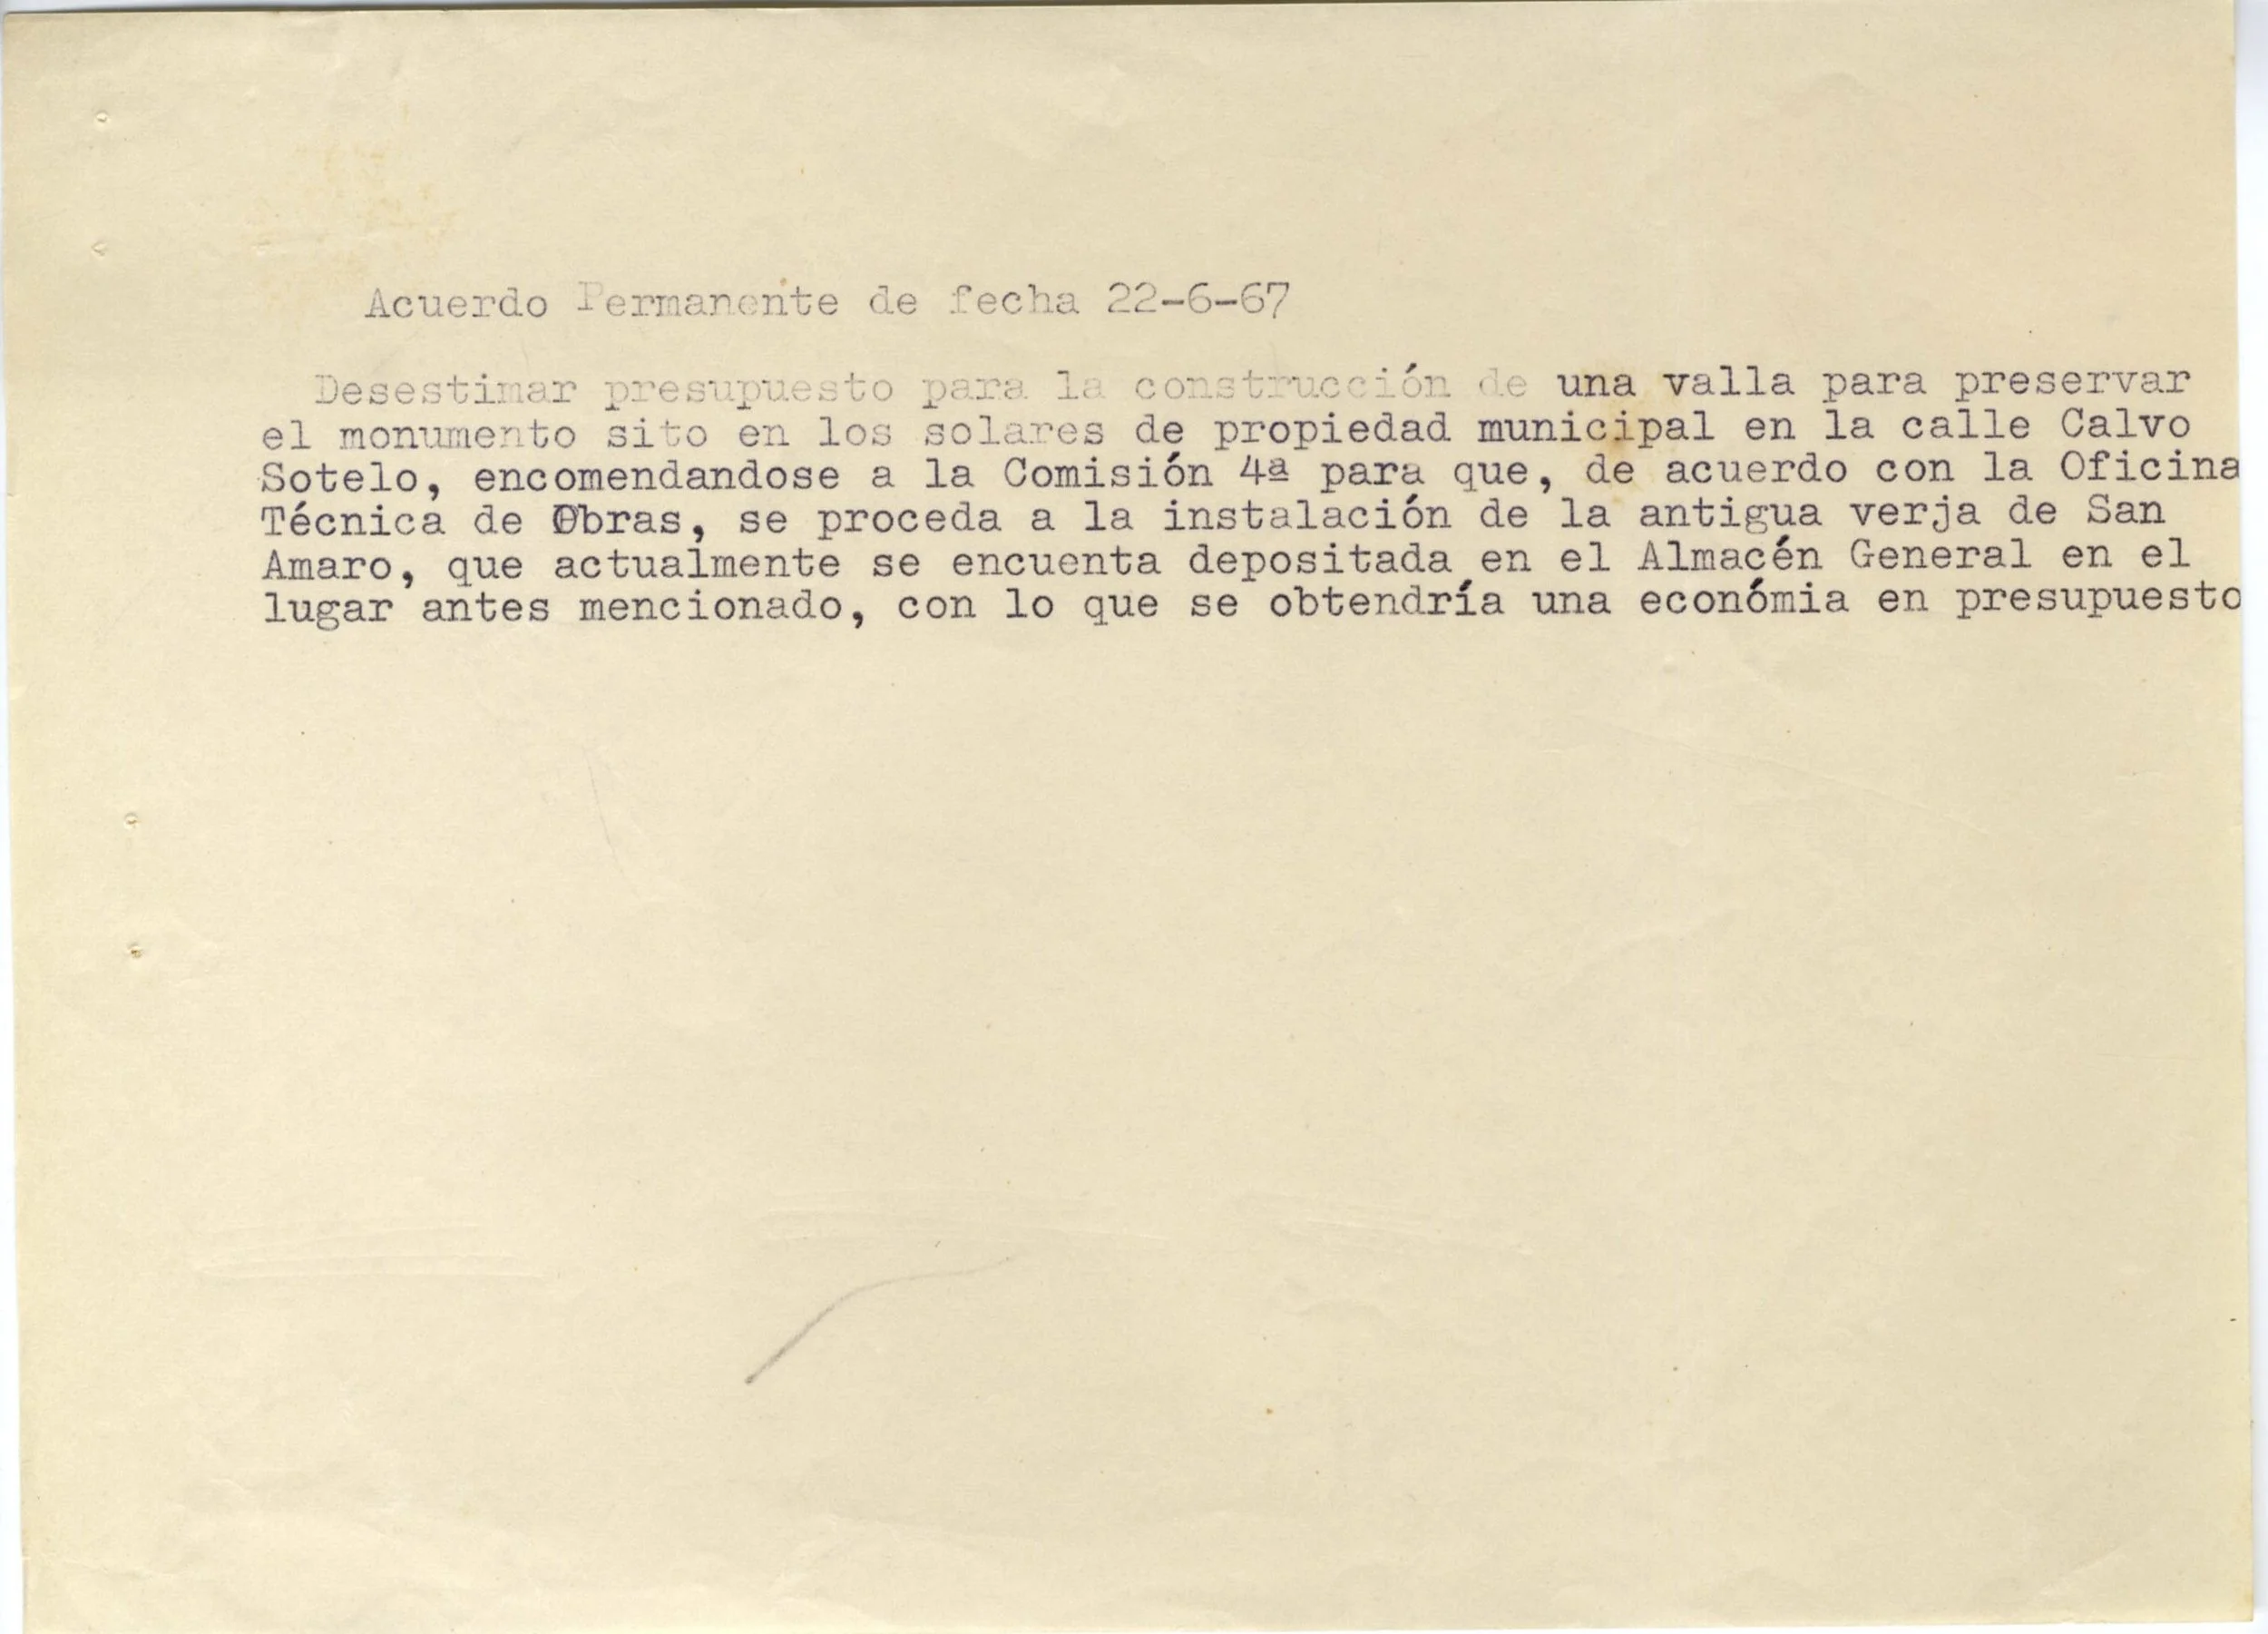 Acuerdo Permanente de fecha 22-6-67
Desestimar presupuesto para la construcción de una valla para preservar
el monumento sito en los solares de propiedad municipal en la calle Calvo
Sotelo, encomendandose a la Comisión 4ª para que, de acuerdo con la Oficina
Técnica de Obras, se proceda a la instalación de la antigua verja de San
Amaro, que actualmente se encuenta depositada en el Almacén General en el
lugar antes mencionado, con lo que se obtendría una económia en presupuesto